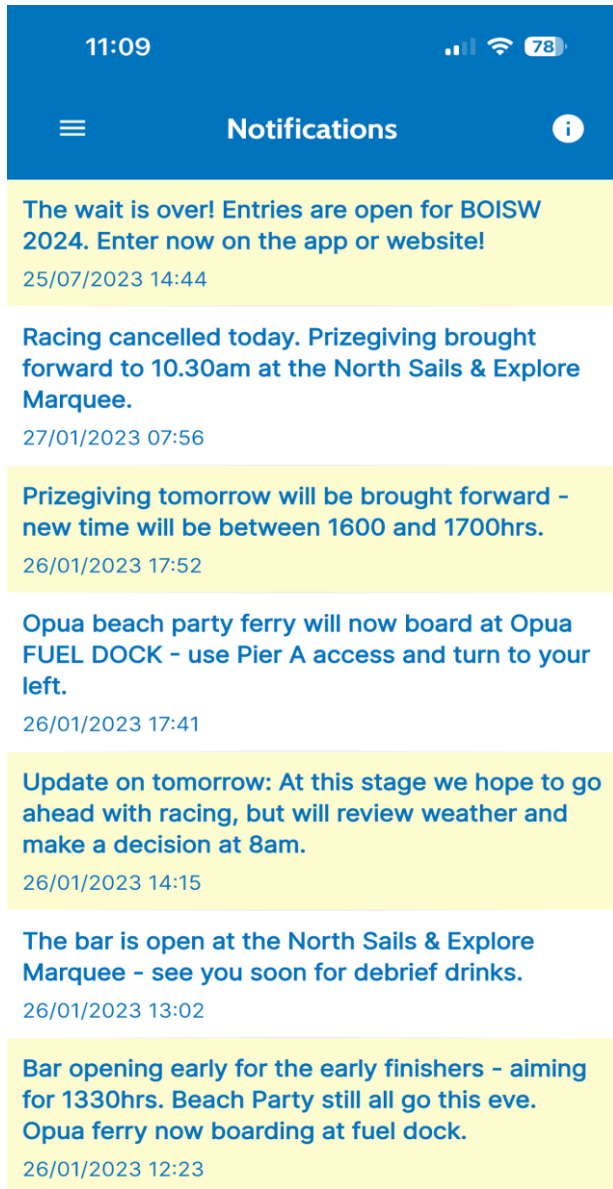 11:09
78
Notifications
The wait is over! Entries are open for BOISW
2024. Enter now on the app or website!
25/07/2023 14:44
Racing cancelled today. Prizegiving brought
forward to 10.30am at the North Sails & Explore
Marquee.
27/01/2023 07:56
Prizegiving tomorrow will be brought forward -
new time will be between 1600 and 1700hrs.
26/01/2023 17:52
Opua beach party ferry will now board at Opua
FUEL DOCK - use Pier A access and turn to your
left.
26/01/2023 17:41
Update on tomorrow: At this stage we hope to go
ahead with racing, but will review weather and
make a decision at 8am.
26/01/2023 14:15
The bar is open at the North Sails & Explore
Marquee - see you soon for debrief drinks.
26/01/2023 13:02
Bar opening early for the early finishers - aiming
for 1330hrs. Beach Party still all go this eve.
Opua ferry now boarding at fuel dock.
26/01/2023 12:23